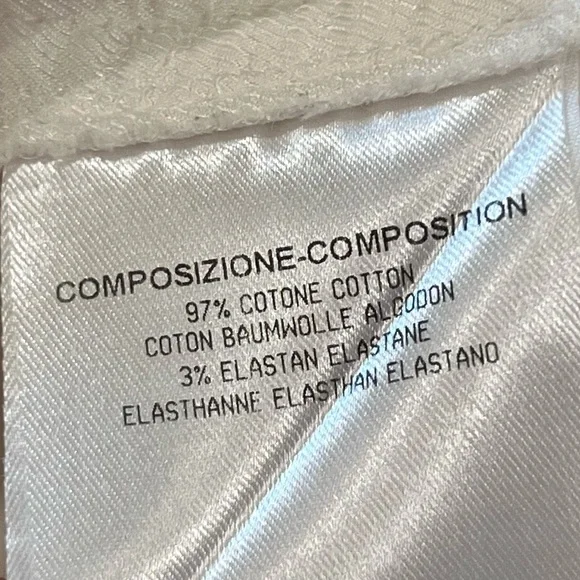 COMPOSIZIONE-COMPOSITION
97% COTONE COTTON
COTON BAUMWOLLE ALGODON
3% ELASTAN ELASTANE
ELASTHANNE ELASTHAN ELASTANO